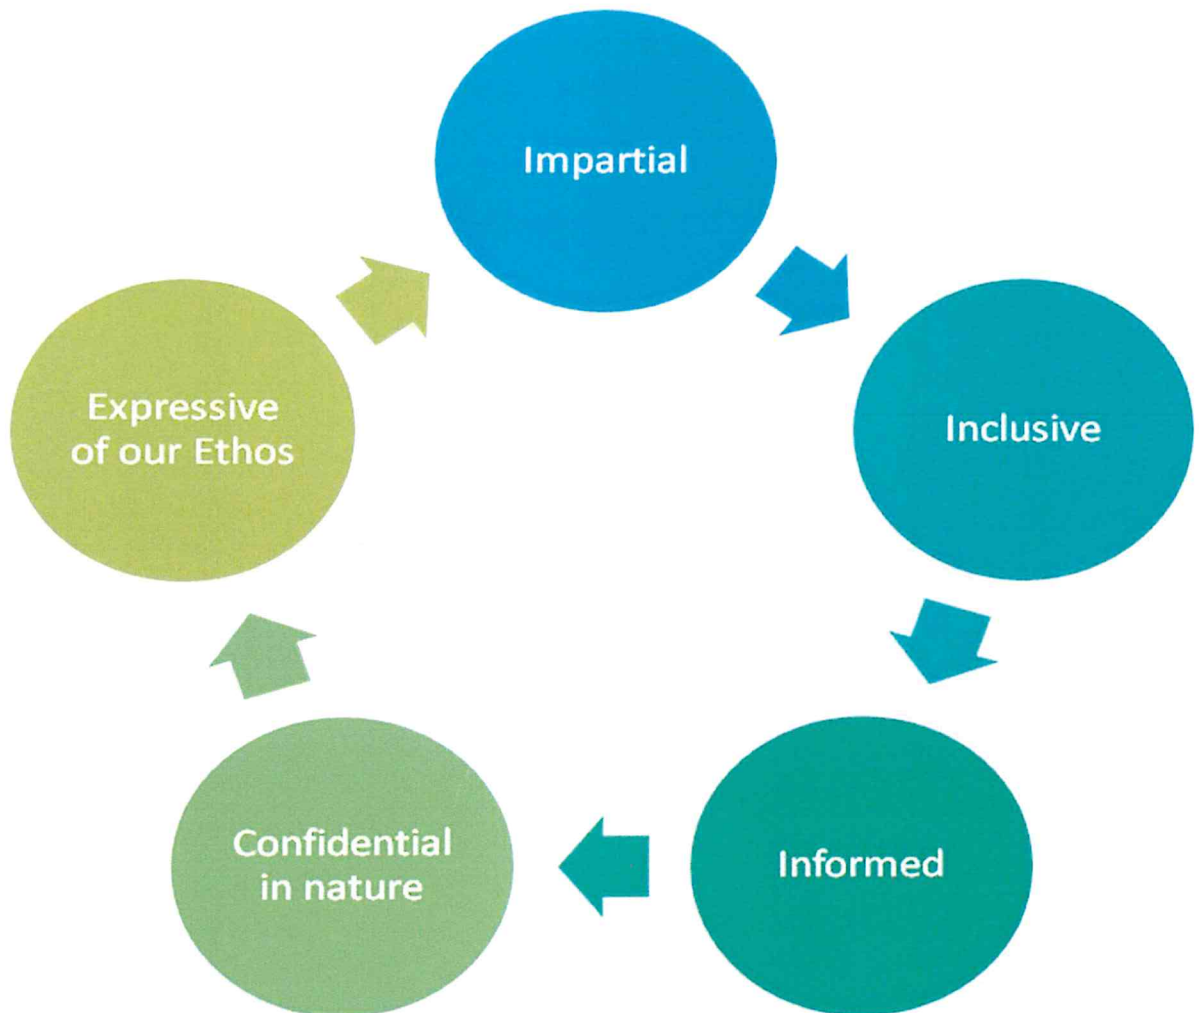 Impartial
Inclusive
Informed
Confidential
in nature
Expressive
of our Ethos